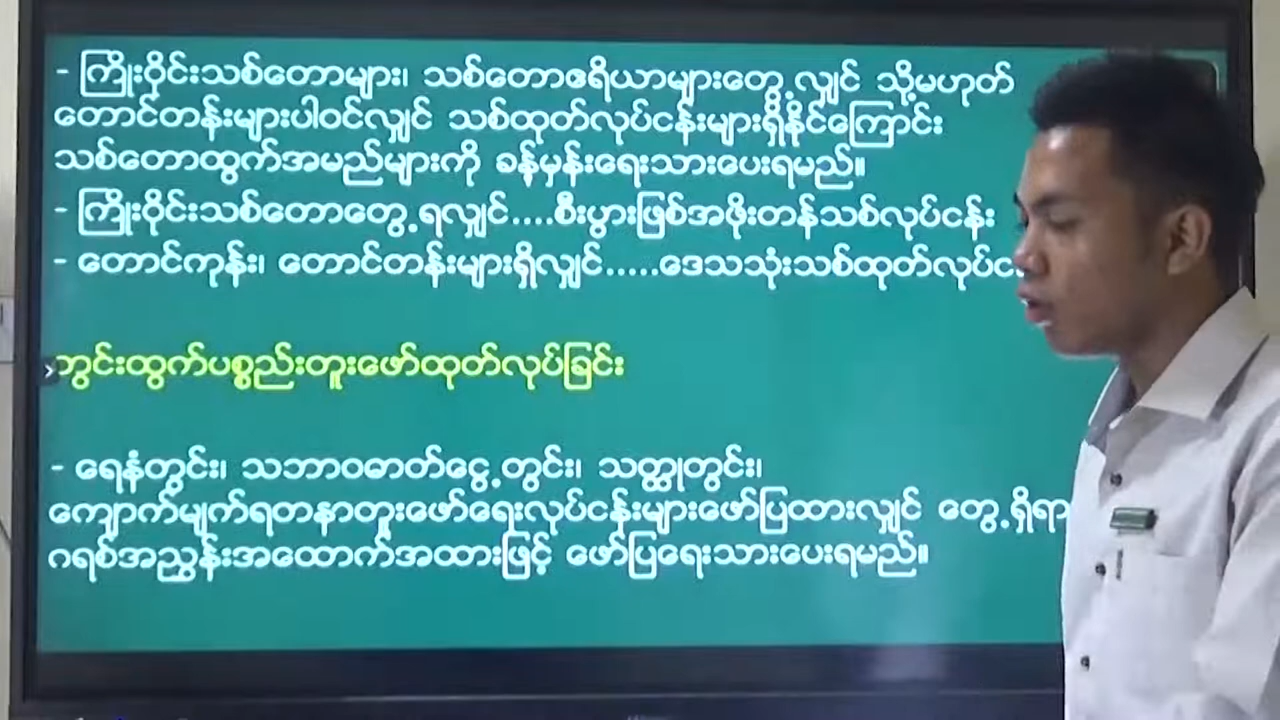 - ကြိုးဝိုင်းသစ်တောများ၊ သစ်တောဧရိယာများတွေ့လျှင် သို့မဟုတ်
တောင်တန်းများပါဝင်လျှင် သစ်ထုတ်လုပ်ငန်းများရှိနိုင်ကြောင်း
သစ်တောထွက်အမည်များကို ခန့်မှန်းရေးသားပေးရမည်။
- ကြိုးဝိုင်းသစ်တောတွေ့ရလျှင်....စီးပွားဖြစ်အဖိုးတန်သစ်လုပ်ငန်း
- တောင်ကုန်း၊ တောင်တန်းများရှိလျှင်.....ဒေသသုံးသစ်ထုတ်လုပ်
ဘွင်းထွက်ပစ္စည်းတူးဖော်ထုတ်လုပ်ခြင်း
- ရေနံတွင်း၊ သဘာဝဓာတ်ငွေ့တွင်း၊ သတ္ထုတွင်း၊
ကျောက်မျက်ရတနာတူးဖော်ရေးလုပ်ငန်းများဖော်ပြထားလျှင် တွေ့ရှိရာ
ဂရစ်အညွှန်းအထောက်အထားဖြင့် ဖော်ပြရေးသားပေးရမည်။